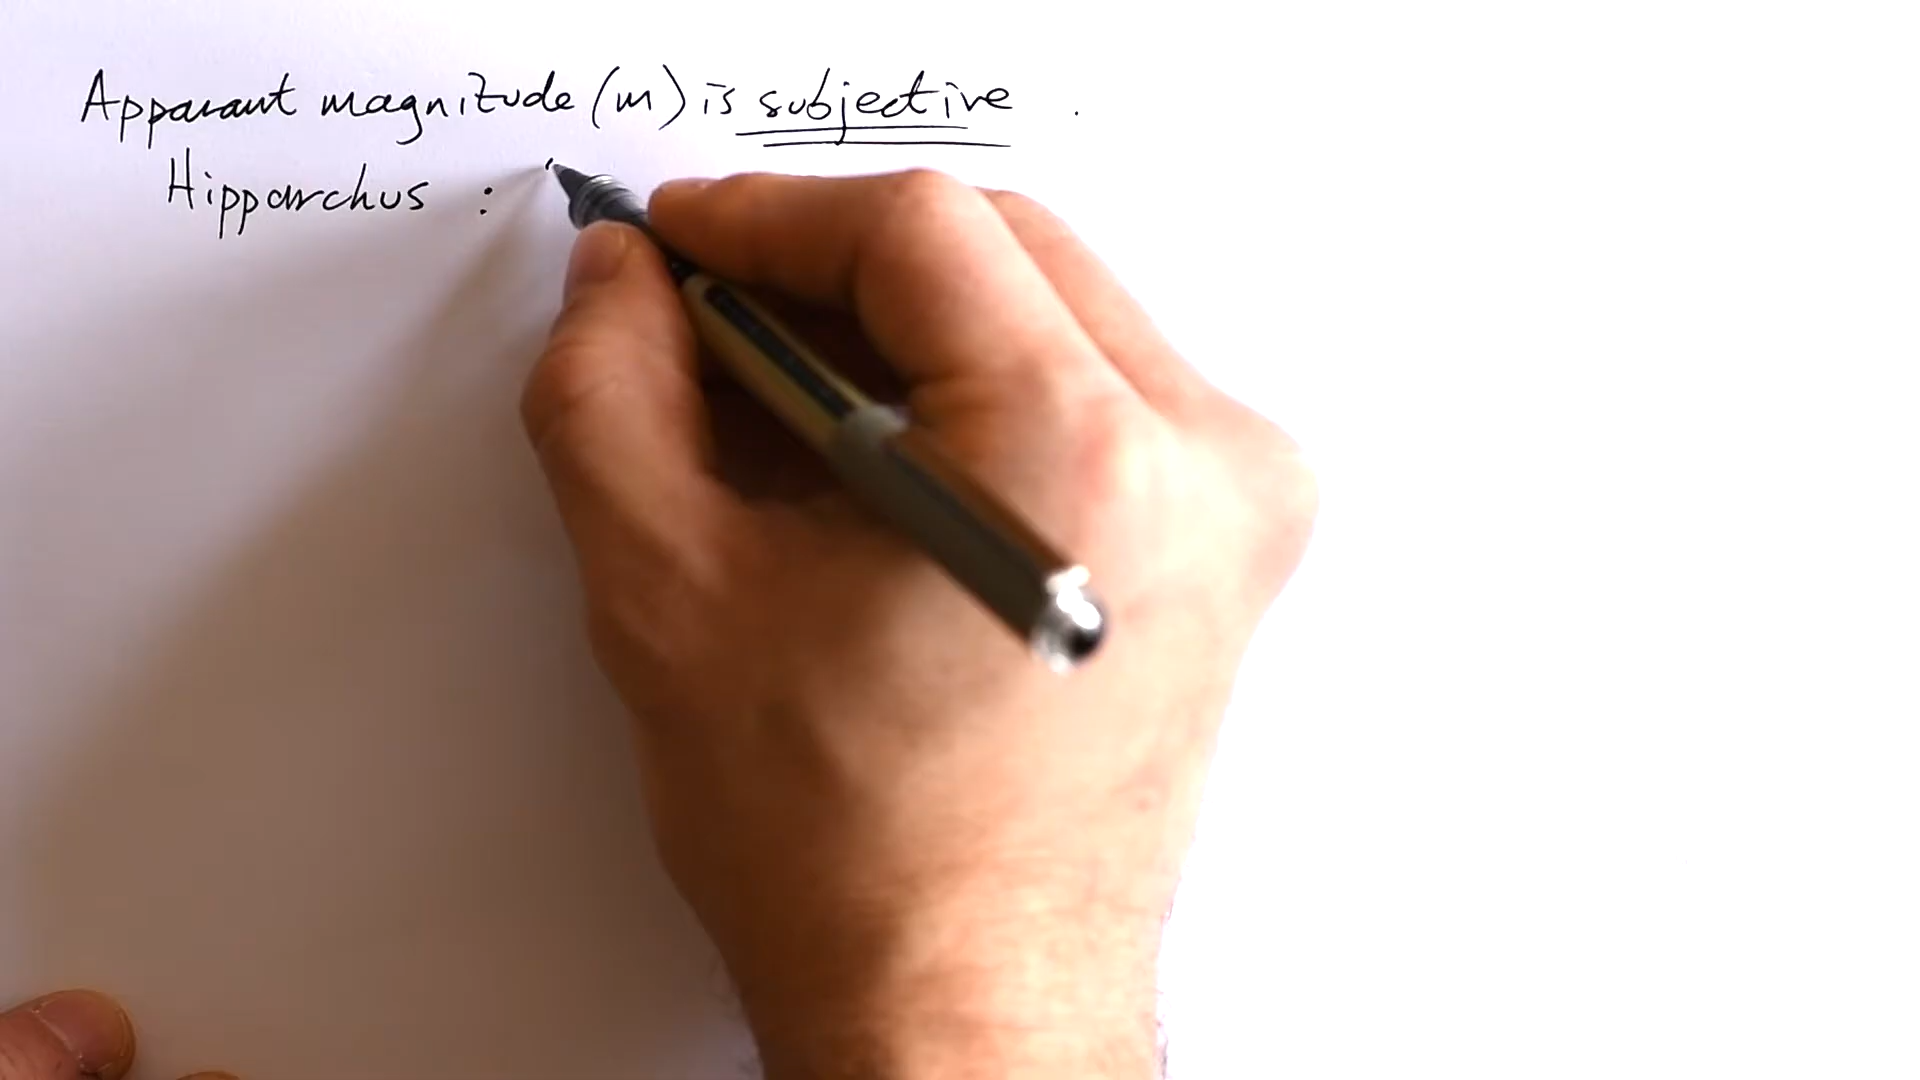 Apparant magnitude (m) is subjective .
Hipparchus : '